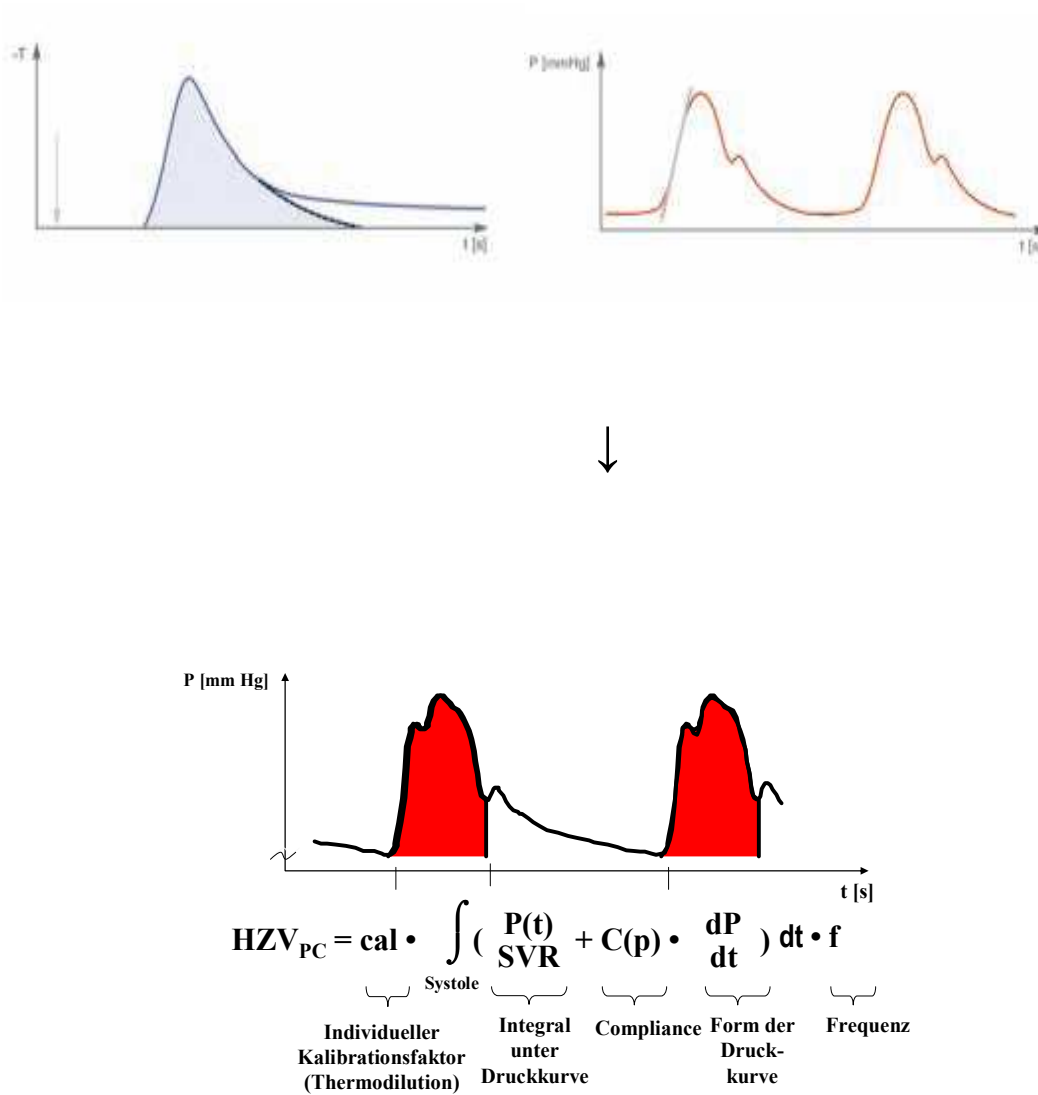 -T
P [mmHg]
t [s]
t [s
↓
P [mm Hg]
t [s]
HZV_PC = cal • ∫ ( P(t)/SVR + C(p) • dP/dt ) dt • f
Systole
Individueller
Kalibrationsfaktor
(Thermodilution)
Integral
unter
Druckkurve
Compliance
Form der
Druck-
kurve
Frequenz